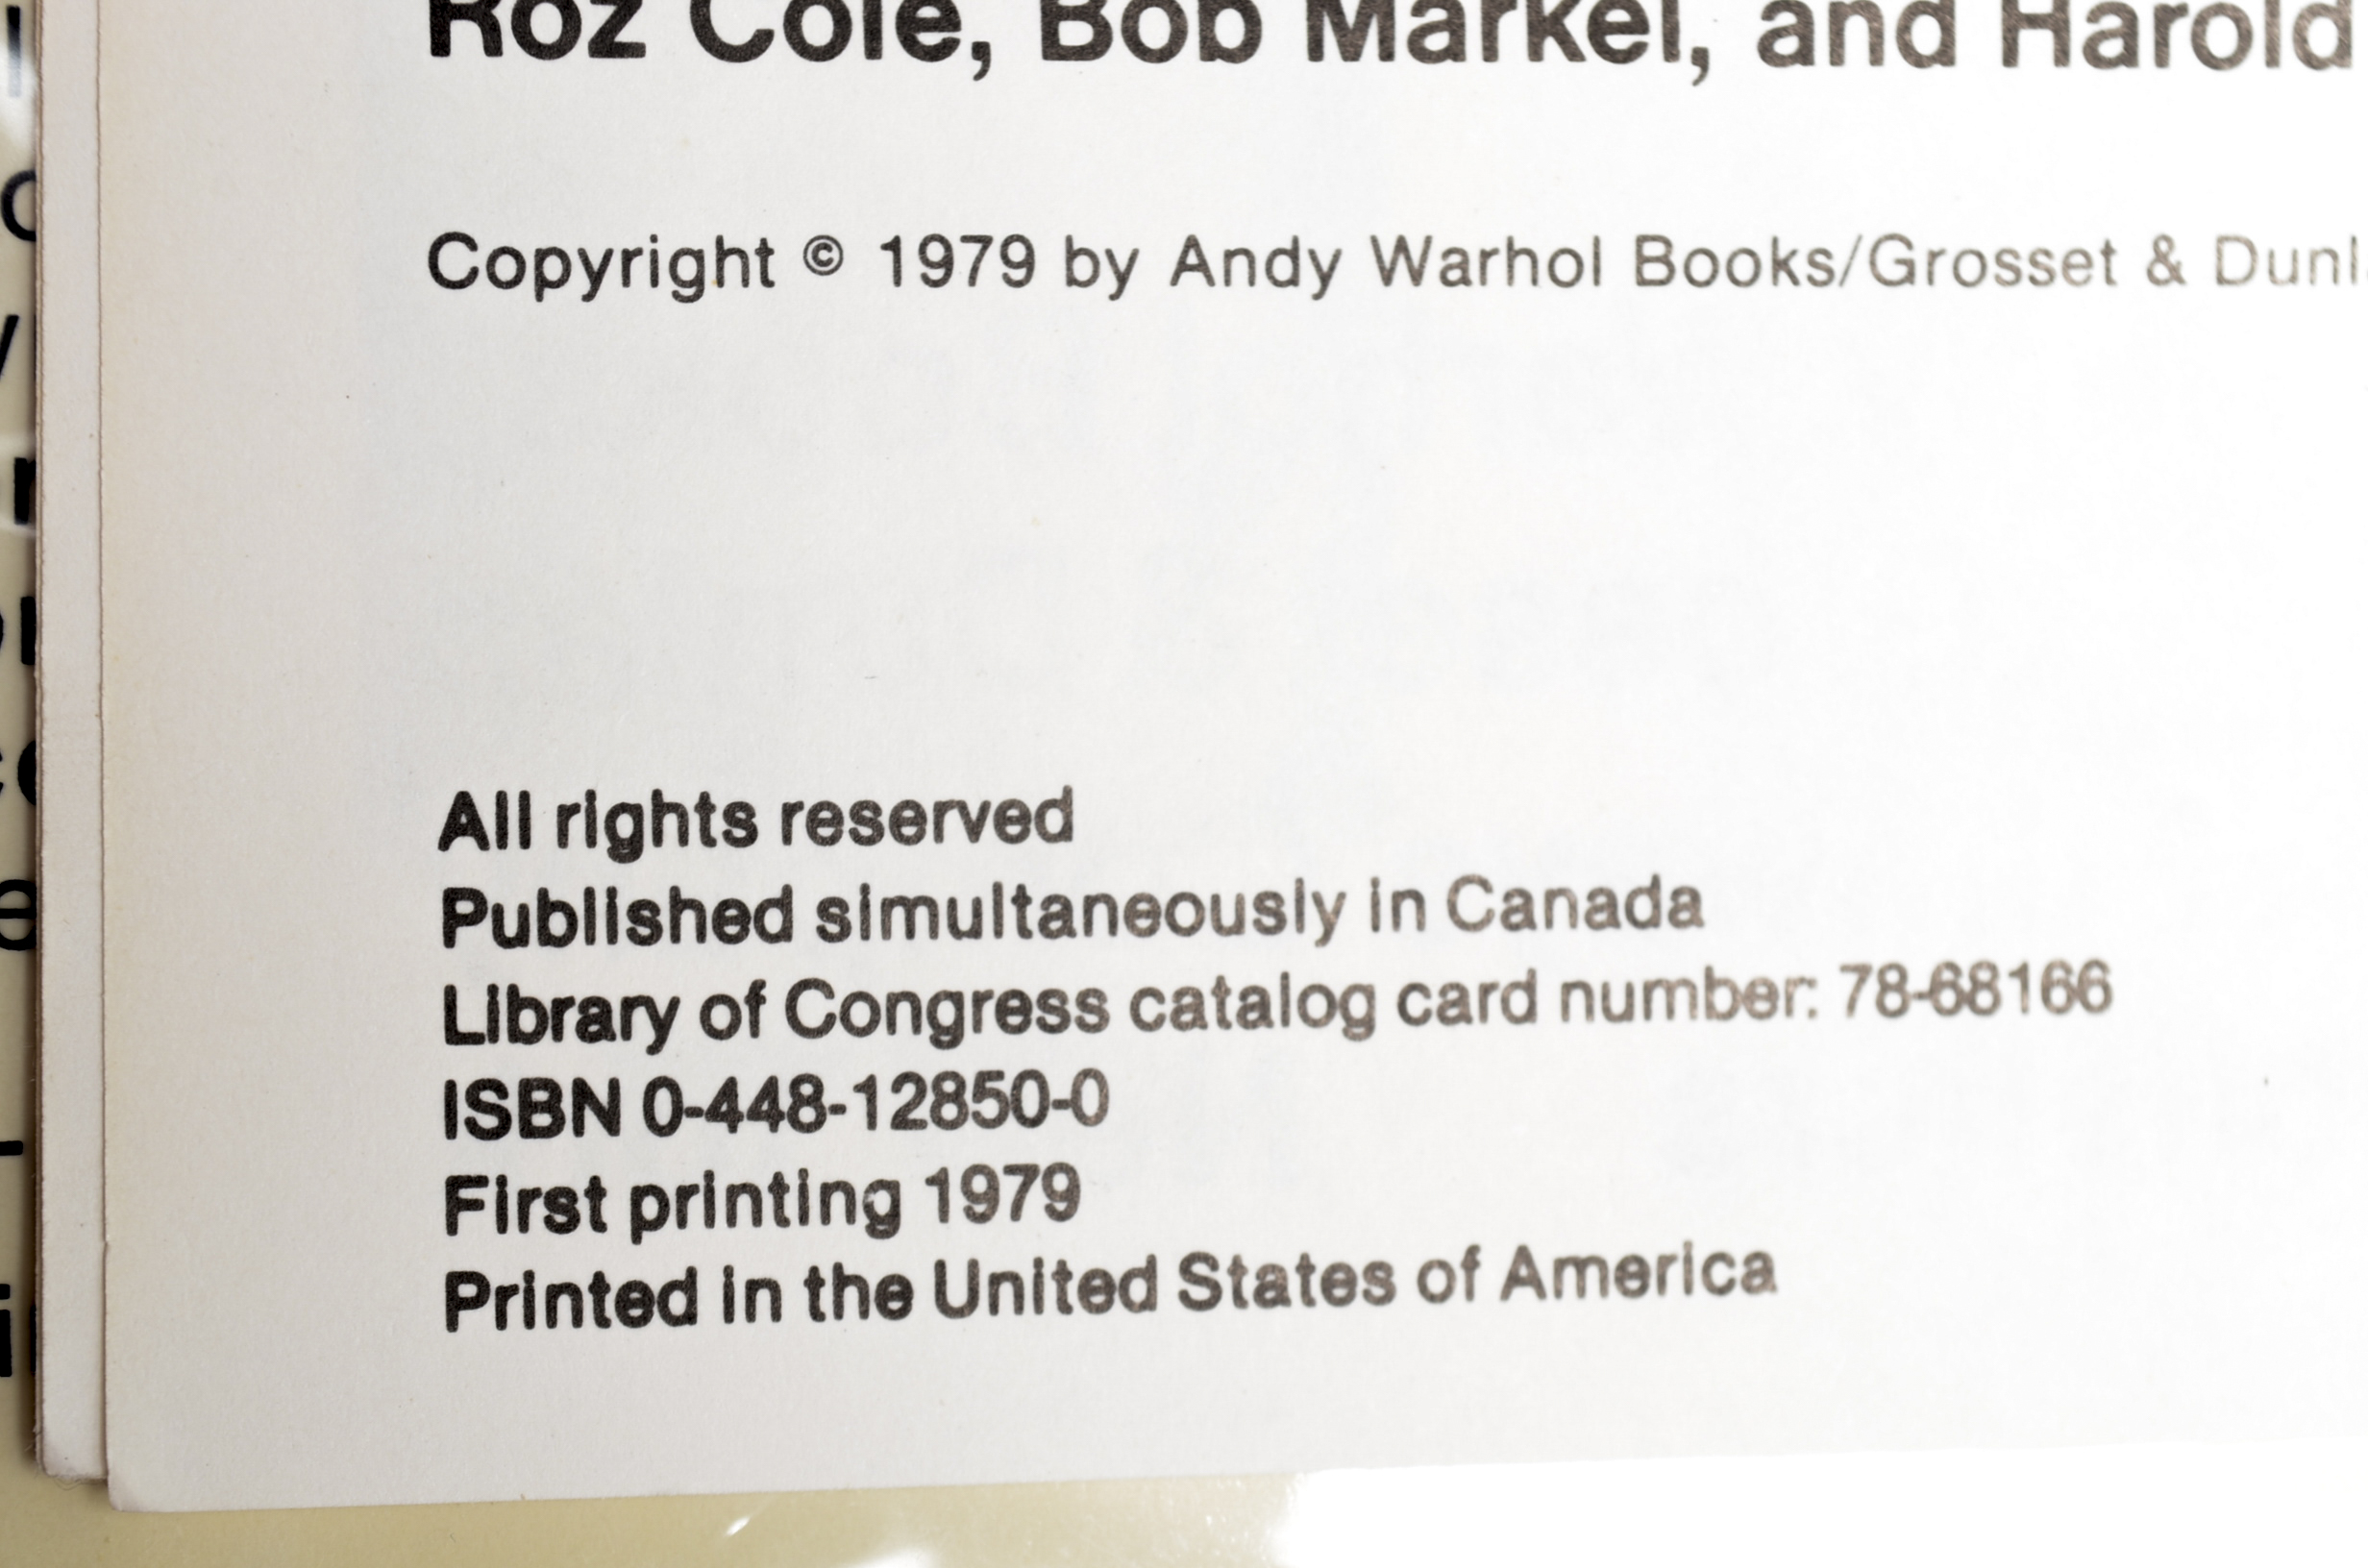 Roz Cole, Bob Markel, and Harold
Copyright © 1979 by Andy Warhol Books/Grosset & Dunl
All rights reserved
Published simultaneously in Canada
Library of Congress catalog card number: 78-68166
ISBN 0-448-12850-0
First printing 1979
Printed in the United States of America